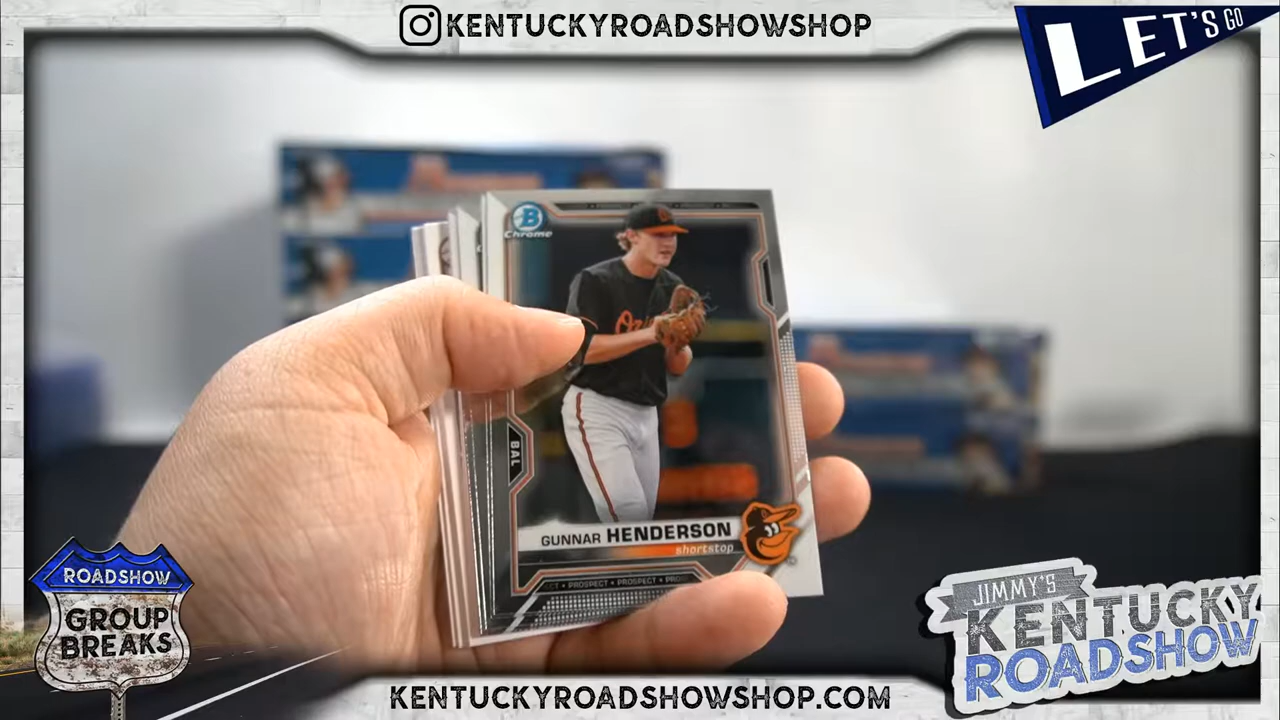 KENTUCKYROADSHOWSHOP
LET'S GO
B
Chrome
BAL
GUNNAR HENDERSON
shortstop
PROSPECT • PROSPECT
ROADSHOW
GROUP
BREAKS
JIMMY'S
KENTUCKY
ROADSHOW
KENTUCKYROADSHOWSHOP.COM